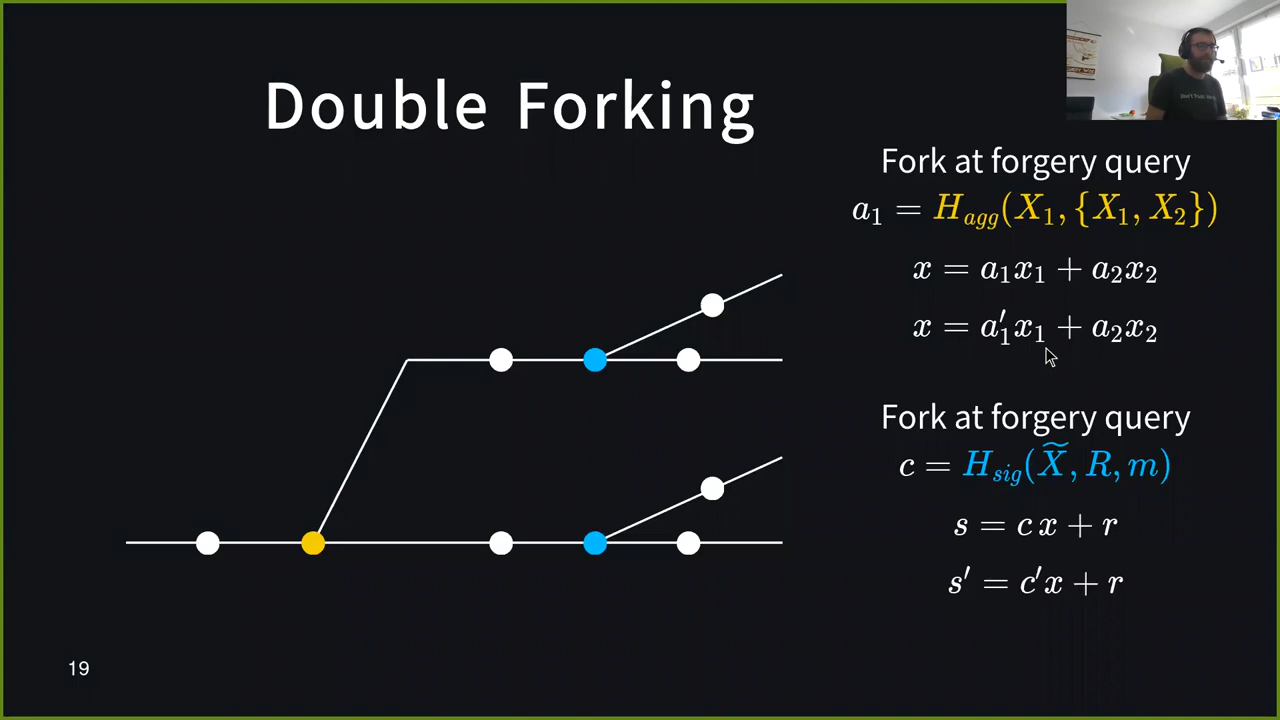 Double Forking
Fork at forgery query
a₁ = H_agg(X₁, {X₁, X₂})
x = a₁x₁ + a₂x₂
x = a′₁x₁ + a₂x₂
Fork at forgery query
c = H_sig(X̃, R, m)
s = c x + r
s′ = c′x + r
19